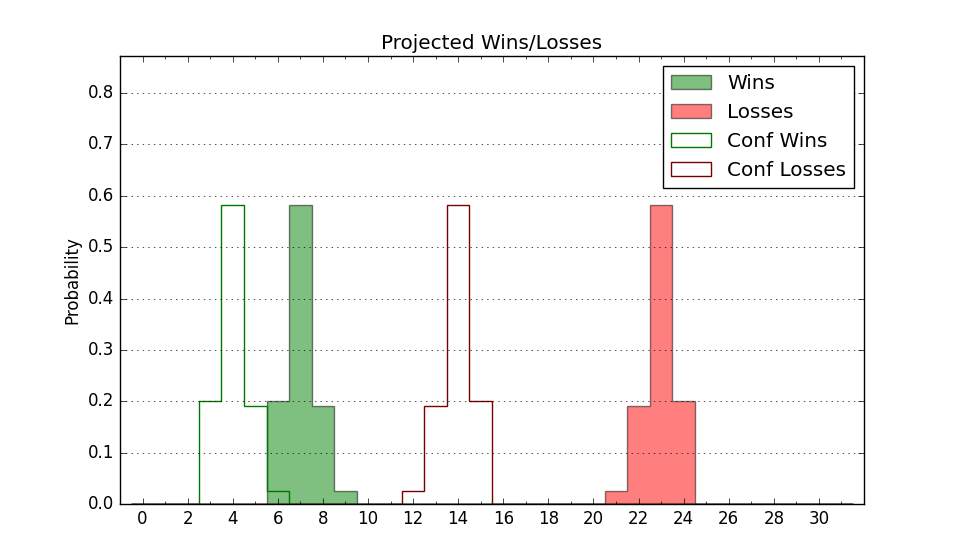 Projected Wins/Losses
Wins
Losses
Conf Wins
Conf Losses
Probability
0.8
0.7
0.6
0.5
0.4
0.3
0.2
0.1
0.0
0 2 4 6 8 10 12 14 16 18 20 22 24 26 28 30